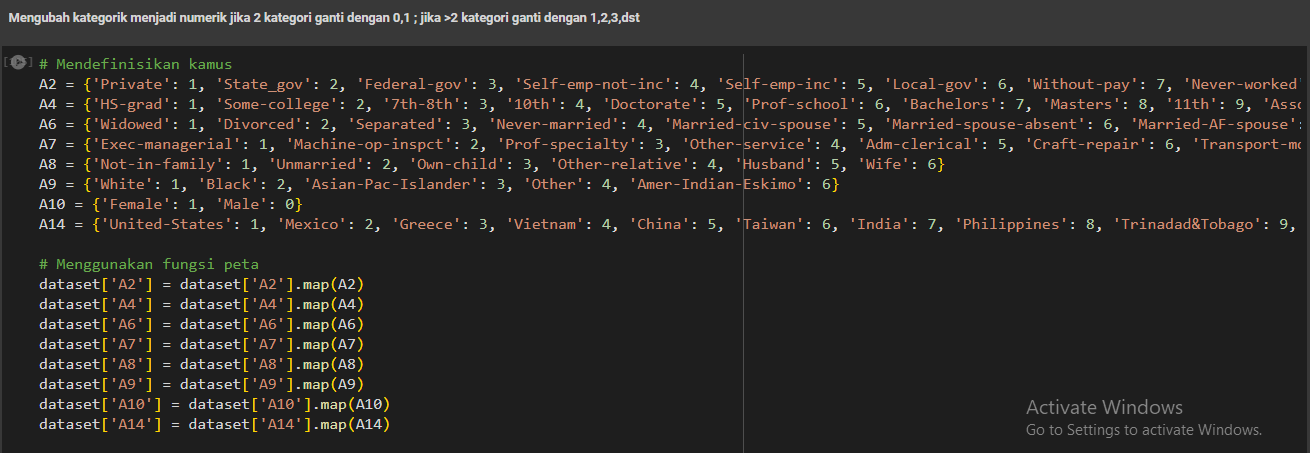 Mengubah kategorik menjadi numerik jika 2 kategori ganti dengan 0,1 ; jika >2 kategori ganti dengan 1,2,3,dst
# Mendefinisikan kamus
A2 = {'Private': 1, 'State_gov': 2, 'Federal-gov': 3, 'Self-emp-not-inc': 4, 'Self-emp-inc': 5, 'Local-gov': 6, 'Without-pay': 7, 'Never-worked'
A4 = {'HS-grad': 1, 'Some-college': 2, '7th-8th': 3, '10th': 4, 'Doctorate': 5, 'Prof-school': 6, 'Bachelors': 7, 'Masters': 8, '11th': 9,
A6 = {'Widowed': 1, 'Divorced': 2, 'Separated': 3, 'Never-married': 4, 'Married-civ-spouse': 5, 'Married-spouse-absent': 6, 'Married-AF-spouse':
A7 = {'Exec-managerial': 1, 'Machine-op-inspct': 2, 'Prof-specialty': 3, 'Other-service': 4, 'Adm-clerical': 5, 'Craft-repair': 6,
A8 = {'Not-in-family': 1, 'Unmarried': 2, 'Own-child': 3, 'Other-relative': 4, 'Husband': 5, 'Wife': 6}
A9 = {'White': 1, 'Black': 2, 'Asian-Pac-Islander': 3, 'Other': 4, 'Amer-Indian-Eskimo': 6}
A10 = {'Female': 1, 'Male': 0}
A14 = {'United-States': 1, 'Mexico': 2, 'Greece': 3, 'Vietnam': 4, 'China': 5, 'Taiwan': 6, 'India': 7, 'Philippines': 8, 'Trinadad&Tobago': 9,
# Menggunakan fungsi peta
dataset['A2'] = dataset['A2'].map(A2)
dataset['A4'] = dataset['A4'].map(A4)
dataset['A6'] = dataset['A6'].map(A6)
dataset['A7'] = dataset['A7'].map(A7)
dataset['A8'] = dataset['A8'].map(A8)
dataset['A9'] = dataset['A9'].map(A9)
dataset['A10'] = dataset['A10'].map(A10)
dataset['A14'] = dataset['A14'].map(A14)
Activate Windows
Go to Settings to activate Windows.